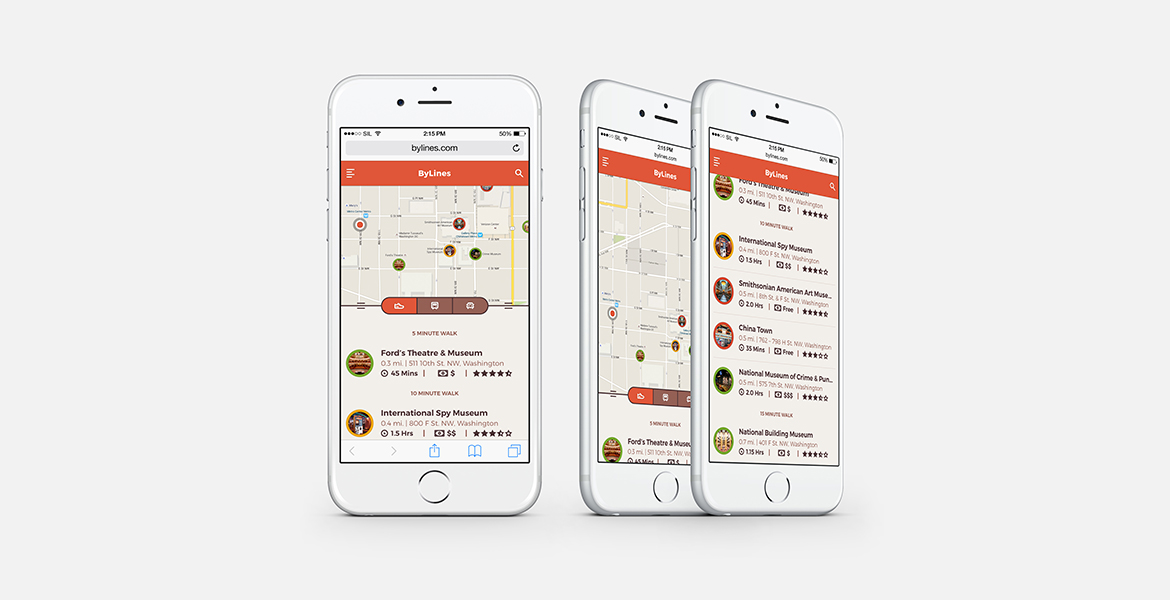 SIL
2:15 PM
50%
bylines.com
ByLines
5 MINUTE WALK
Ford's Theatre & Museum
0.3 mi. | 511 10th St. NW, Washington
45 Mins | $ |
10 MINUTE WALK
International Spy Museum
0.4 mi. | 800 F St. NW, Washington
1.5 Hrs | $$ |
SIL
2:15 PM
bylines.com
ByLines
5 MINUTE WALK
Ford's Theatre & Museu
0.3 mi. | 511 10th St. NW, Wash
45 Mins | $
SIL
2:15 PM
50%
bylines.com
ByLines
Ford's Theatre & Museum
0.3 mi. | 511 10th St. NW, Washington
45 Mins | $ |
10 MINUTE WALK
International Spy Museum
0.4 mi. | 800 F St. NW, Washington
1.5 Hrs | $$ |
Smithsonian American Art Muse...
0.5 mi. | 8th St. & F St. NW, Washington
2.0 Hrs | Free |
China Town
0.5 mi. | 762 - 798 H St. NW, Washington
35 Mins | Free |
National Museum of Crime & Pun...
0.5 mi. | 575 7th St. NW, Washington
2.0 Hrs | $$$ |
15 MINUTE WALK
National Building Museum
0.7 mi. | 401 F St. NW, Washington
1.15 Hrs | $ |